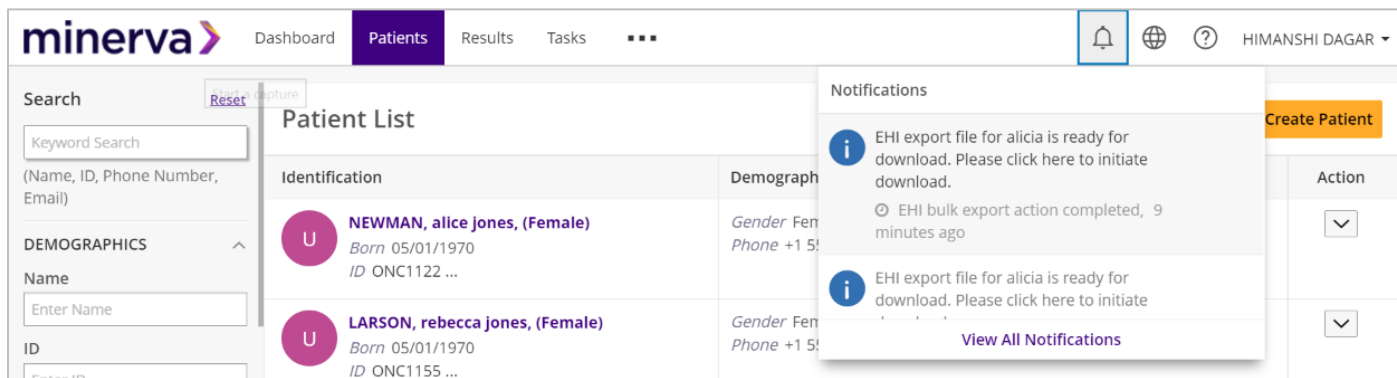 minerva
Dashboard
Patients
Results
Tasks
HIMANSHI DAGAR
Search
Reset
Start a capture
Keyword Search
(Name, ID, Phone Number,
Email)
DEMOGRAPHICS
Name
Enter Name
ID
Enter ID
Patient List
Create Patient
Identification
Demograph
Action
U
NEWMAN, alice jones, (Female)
Born 05/01/1970
ID ONC1122 ...
Gender Fem
Phone +1 55
U
LARSON, rebecca jones, (Female)
Born 05/01/1970
ID ONC1155 ...
Gender Fem
Phone +1 55
Notifications
EHI export file for alicia is ready for
download. Please click here to initiate
download.
EHI bulk export action completed, 9
minutes ago
EHI export file for alicia is ready for
download. Please click here to initiate
View All Notifications